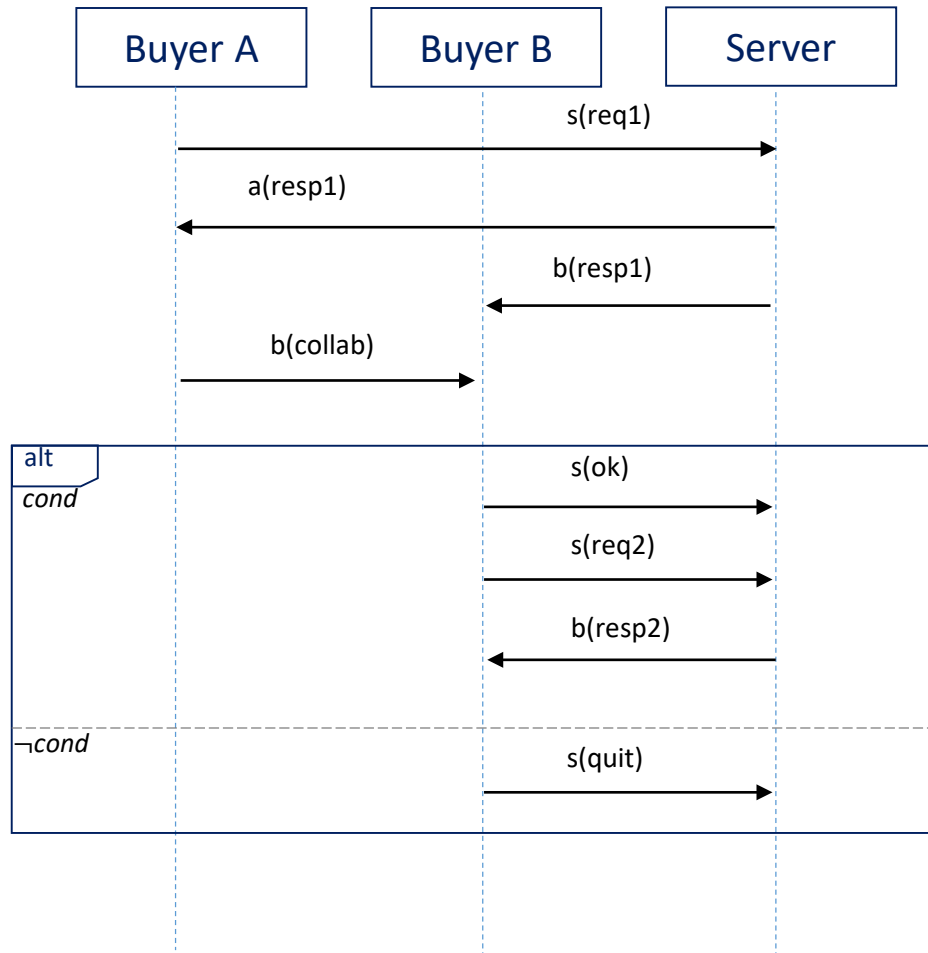 Buyer A
Buyer B
Server
s(req1)
a(resp1)
b(resp1)
b(collab)
alt
cond
s(ok)
s(req2)
b(resp2)
¬cond
s(quit)